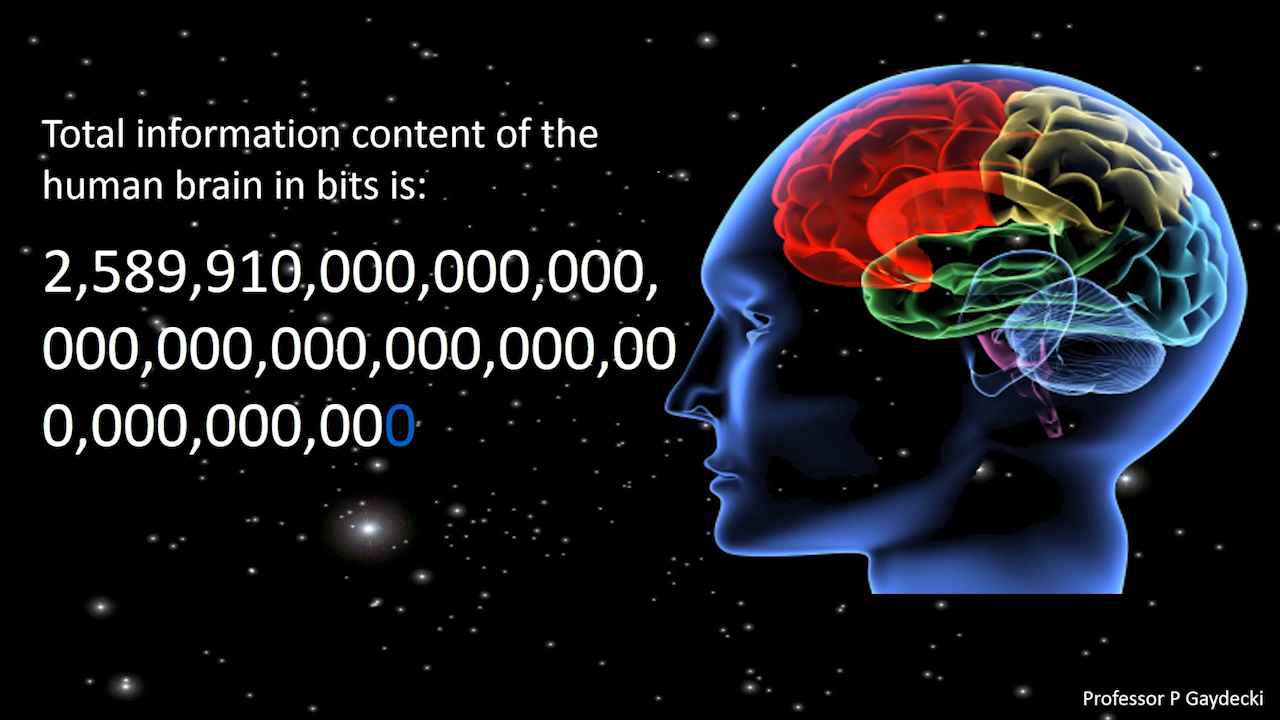 Total information content of the
human brain in bits is:
2,589,910,000,000,000,
000,000,000,000,000,00
0,000,000,000
Professor P Gaydecki